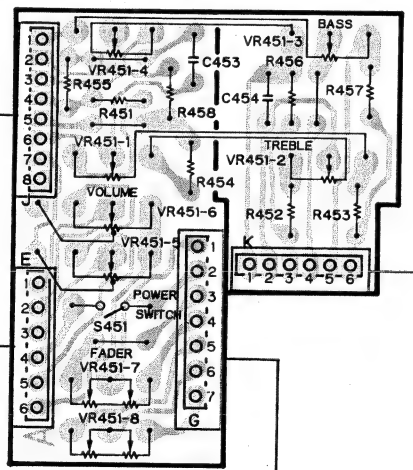 BASS
VR451-3
1
2
3
4
5
6
7
8
J
VR451-4
R455
R451
C453
R458
R456
C454
R457
VR451-1
TREBLE
VR451-2
R454
VOLUME
VR451-6
R452
R453
VR451-5
E
1
2
3
4
5
6
A
K
1 2 3 4 5 6
POWER
SWITCH
S451
FADER
VR451-7
VR451-8
1
2
3
4
5
6
7
G